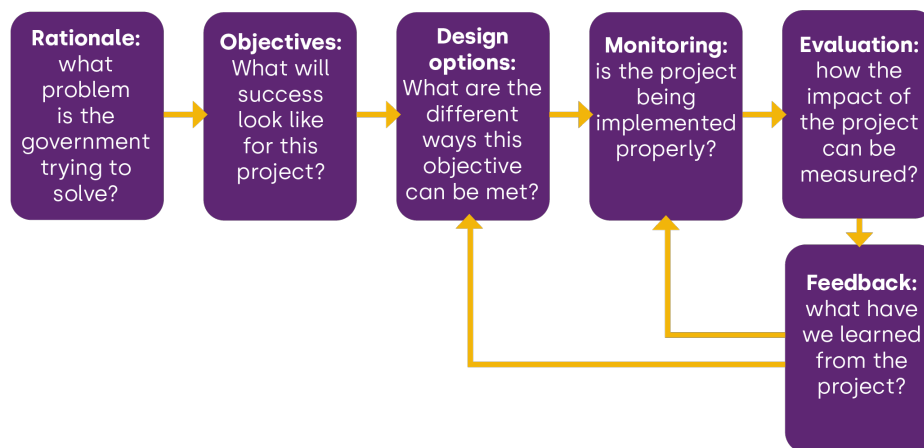 Rationale:
what
problem
is the
government
trying to
solve?
Objectives:
What will
success
look like
for this
project?
Design
options:
What are the
different
ways this
objective
can be met?
Monitoring:
is the project
being
implemented
properly?
Evaluation:
how the
impact of
the project
can be
measured?
Feedback:
what have
we learned
from the
project?